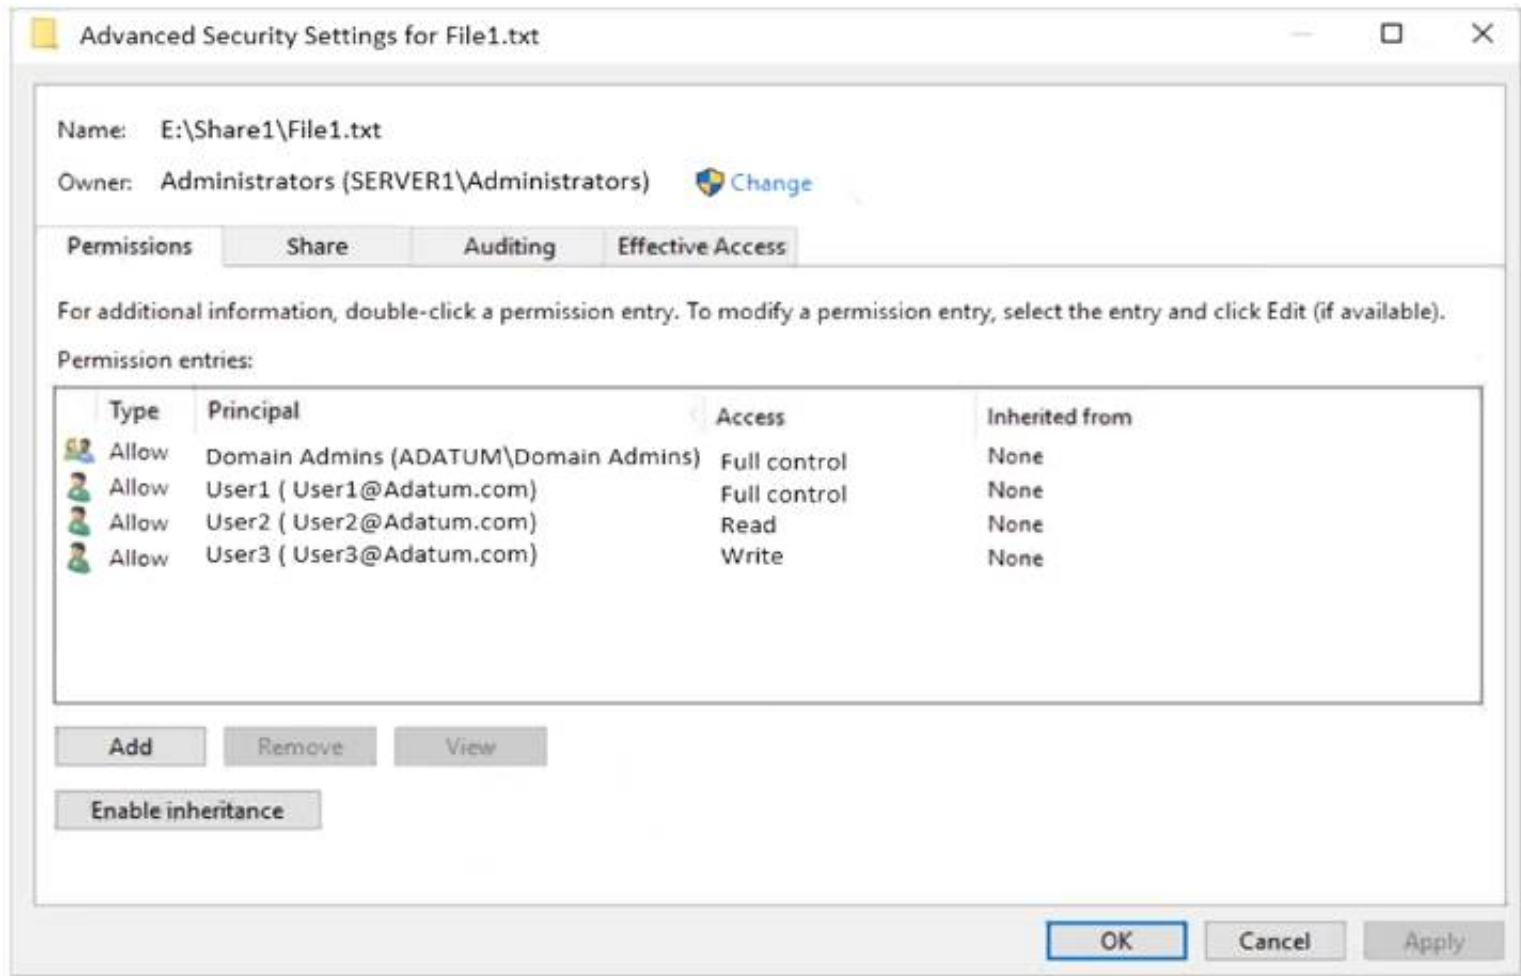 Advanced Security Settings for File1.txt
Name: E:\Share1\File1.txt
Owner: Administrators (SERVER1\Administrators) Change
Permissions Share Auditing Effective Access
For additional information, double-click a permission entry. To modify a permission entry, select the entry and click Edit (if available).
Permission entries:
Type Principal Access Inherited from
Allow Domain Admins (ADATUM\Domain Admins) Full control None
Allow User1 ( User1@Adatum.com) Full control None
Allow User2 ( User2@Adatum.com) Read None
Allow User3 ( User3@Adatum.com) Write None
Add Remove View
Enable inheritance
OK Cancel Apply